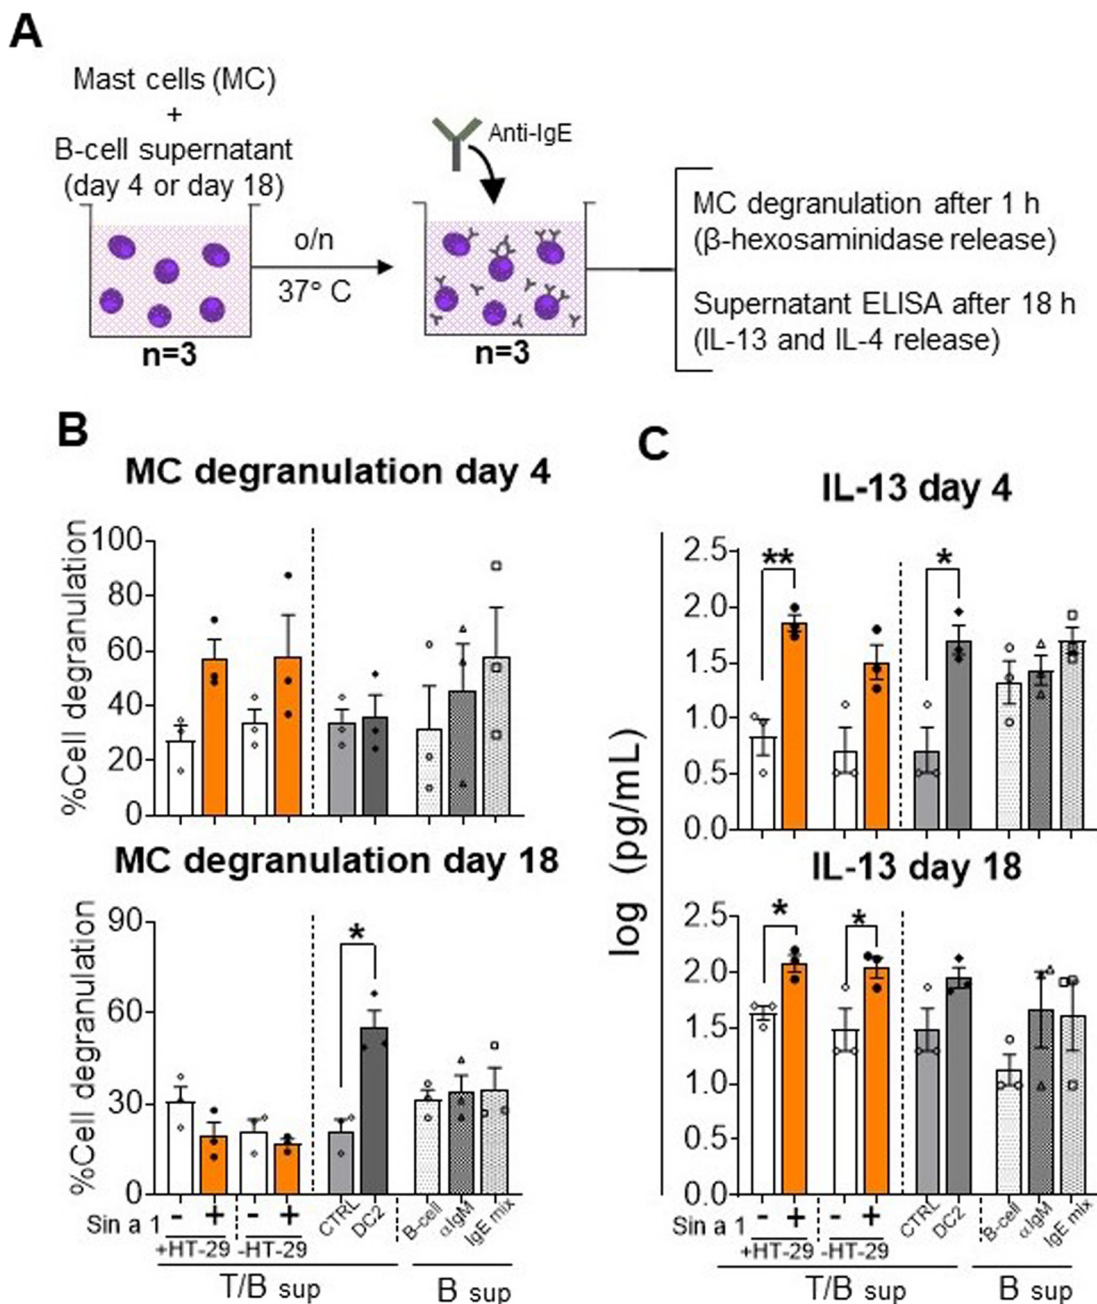 A
Mast cells (MC)
+
B-cell supernatant
(day 4 or day 18)
o/n
37° C
n=3
Anti-IgE
n=3
MC degranulation after 1 h
(β-hexosaminidase release)
Supernatant ELISA after 18 h
(IL-13 and IL-4 release)
B
MC degranulation day 4
%Cell degranulation
100
80
60
40
20
0
MC degranulation day 18
%Cell degranulation
90
60
30
0
*
Sin a 1
- + - +
+HT-29 -HT-29
CTRL DC2
B-cell αIgM IgE mix
T/B sup
B sup
C
IL-13 day 4
log (pg/mL)
2.5
2.0
1.5
1.0
0.5
0.0
**
*
IL-13 day 18
2.5
2.0
1.5
1.0
0.5
0.0
*
*
Sin a 1
- + - +
+HT-29 -HT-29
CTRL DC2
B-cell αIgM IgE mix
T/B sup
B sup